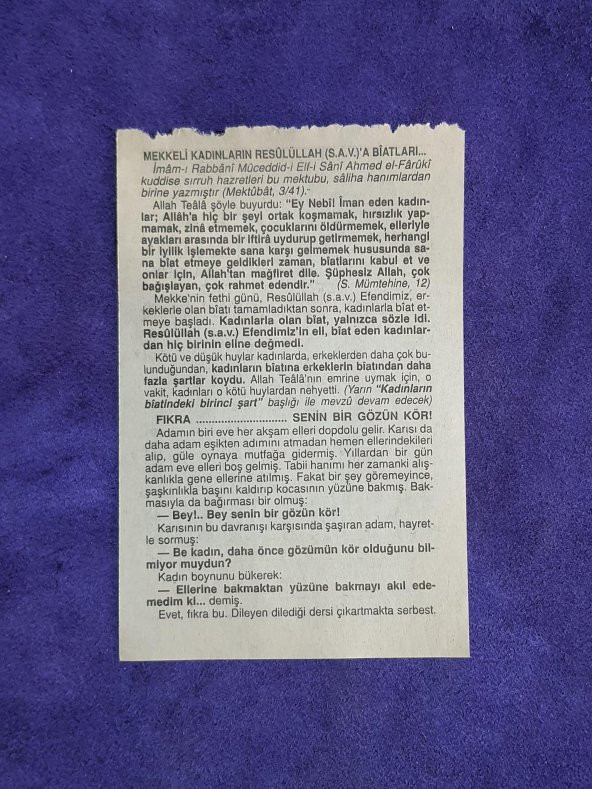 MEKKELİ KADINLARIN RESÛLÜLLAH (S.A.V.)'A BÎATLARI...
İmâm-ı Rabbânî Müceddid-i Elf-i Sânî Ahmed el-Fârûkî
kuddise sırruh hazretleri bu mektubu, sâliha hanımlardan
birine yazmıştır (Mektûbât, 3/41).-
Allah Teâlâ şöyle buyurdu: "Ey Nebî! İman eden kadın-
lar; Allâh'a hiç bir şeyi ortak koşmamak, hırsızlık yap-
mamak, zinâ etmemek, çocuklarını öldürmemek, elleriyle
ayakları arasında bir iftira uydurup getirmemek, herhangi
bir iyilik işlemekte sana karşı gelmemek hususunda sa-
na bîat etmeye geldikleri zaman, bîatlarını kabul et ve
onlar için, Allah'tan mağfiret dile. Şüphesiz Allah, çok
bağışlayan, çok rahmet edendir." (S. Mümtehine, 12)
Mekke'nin fethi günü, Resûlüllah (s.a.v.) Efendimiz, er-
keklerle olan bîatı tamamladıktan sonra, kadınlarla bîat et-
meye başladı. Kadınlarla olan bîat, yalnızca sözle idi.
Resûlüllah (s.a.v.) Efendimiz'in eli, bîat eden kadınlar-
dan hiç birinin eline değmedi.
Kötü ve düşük huylar kadınlarda, erkeklerden daha çok bu-
lunduğundan, kadınların bîatına erkeklerin bîatından daha
fazla şartlar koydu. Allah Teâlâ'nın emrine uymak için, o
vakit, kadınları o kötü huylardan nehyetti. (Yarın "Kadınların
bîatindeki birinci şart" başlığı ile mevzû devam edecek)
FIKRA .............................. SENİN BİR GÖZÜN KÖR!
Adamın biri eve her akşam elleri dopdolu gelir. Karısı da
daha adam eşikten adımını atmadan hemen ellerindekileri
alıp, güle oynaya mutfağa gidermiş. Yıllardan bir gün
adam eve elleri boş gelmiş. Tabii hanımı her zamanki alış-
kanlıkla gene ellerine atılmış. Fakat bir şey göremeyince,
şaşkınlıkla başını kaldırıp kocasının yüzüne bakmış. Bak-
masıyla da bağırması bir olmuş:
— Bey!.. Bey senin bir gözün kör!
Karısının bu davranışı karşısında şaşıran adam, hayret-
le sormuş:
— Be kadın, daha önce gözümün kör olduğunu bil-
miyor muydun?
Kadın boynunu bükerek:
— Ellerine bakmaktan yüzüne bakmayı akıl ede-
medim ki... demiş.
Evet, fıkra bu. Dileyen dilediği dersi çıkartmakta serbest.